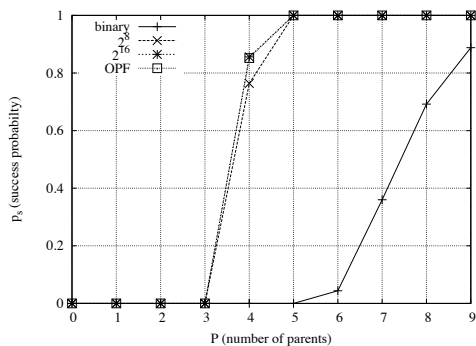 binary
2^8
2^16
OPF
1
0.8
0.6
0.4
0.2
0
p_s (success probabilty)
0 1 2 3 4 5 6 7 8 9
P (number of parents)